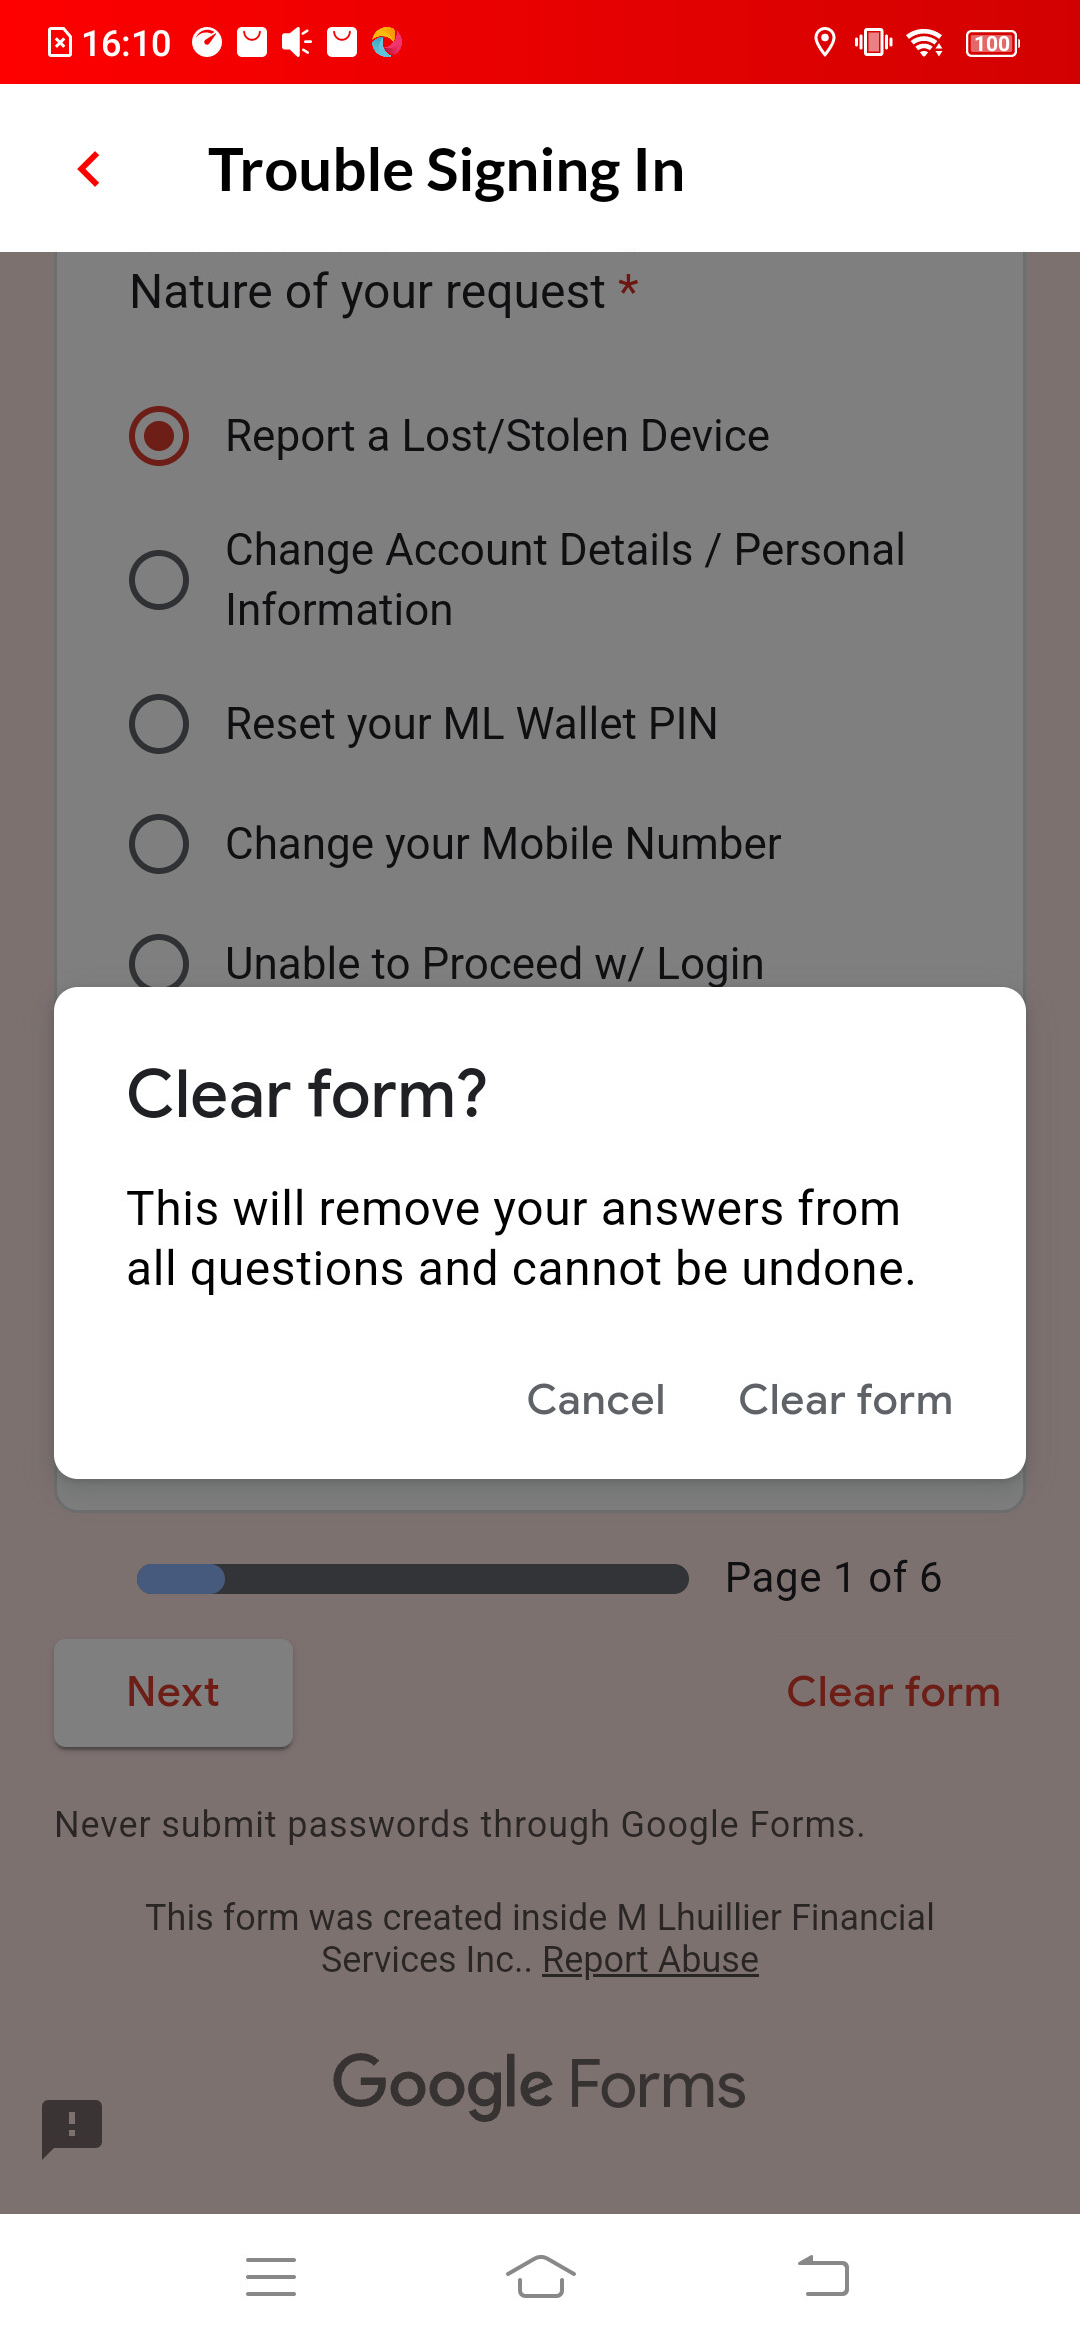 16:10
100
Trouble Signing In
Nature of your request *
Report a Lost/Stolen Device
Change Account Details / Personal
Information
Reset your ML Wallet PIN
Change your Mobile Number
Unable to Proceed w/ Login
Clear form?
This will remove your answers from
all questions and cannot be undone.
Cancel Clear form
Page 1 of 6
Next Clear form
Never submit passwords through Google Forms.
This form was created inside M Lhuillier Financial
Services Inc.. Report Abuse
Google Forms